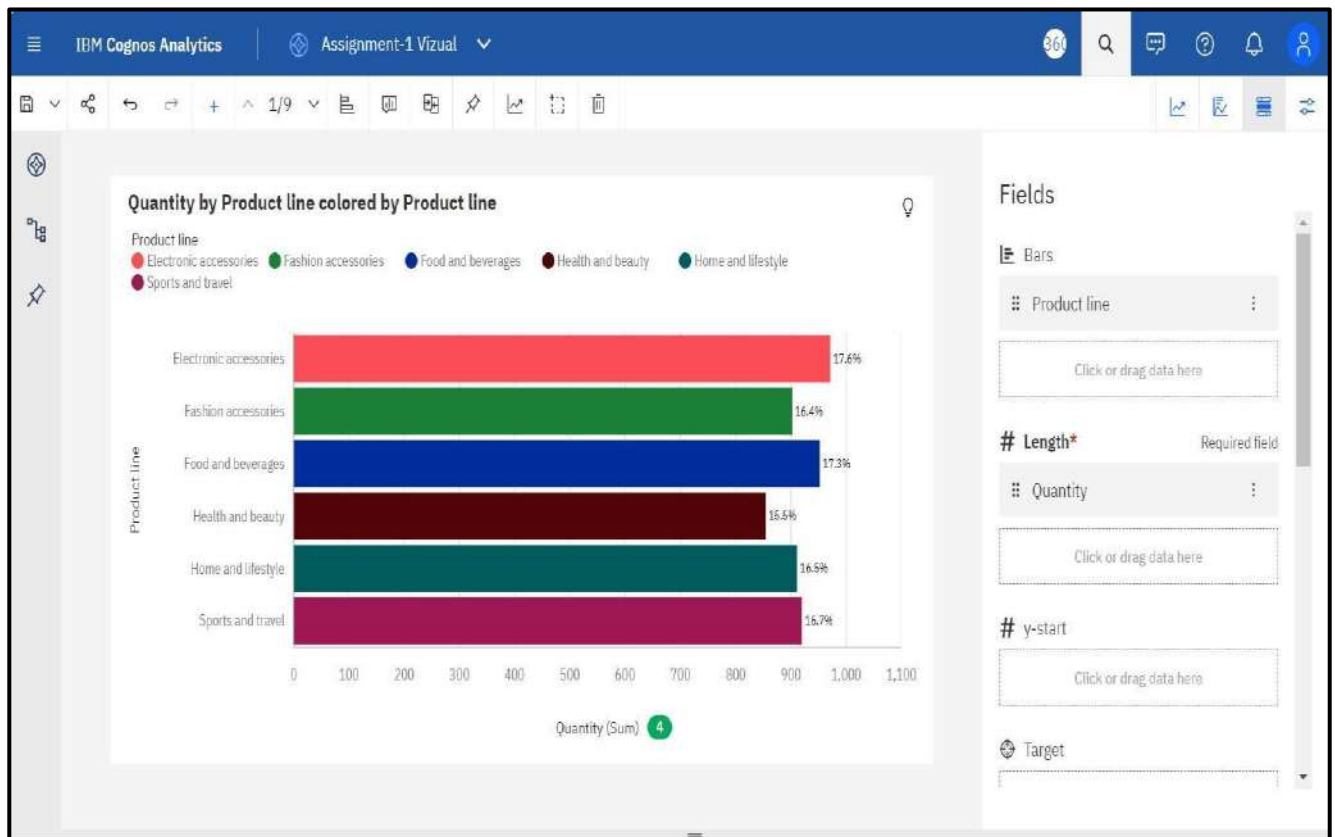 IBM Cognos Analytics Assignment-1 Vizual 360
1/9
Quantity by Product line colored by Product line
Product line
Electronic accessories Fashion accessories Food and beverages Health and beauty Home and lifestyle
Sports and travel
Electronic accessories 17.6%
Fashion accessories 16.4%
Food and beverages 17.3%
Health and beauty 15.5%
Home and lifestyle 16.5%
Sports and travel 16.7%
Product line
0 100 200 300 400 500 600 700 800 900 1,000 1,100
Quantity (Sum) 4
Fields
Bars
Product line
Click or drag data here
# Length* Required field
Quantity
Click or drag data here
# y-start
Click or drag data here
Target